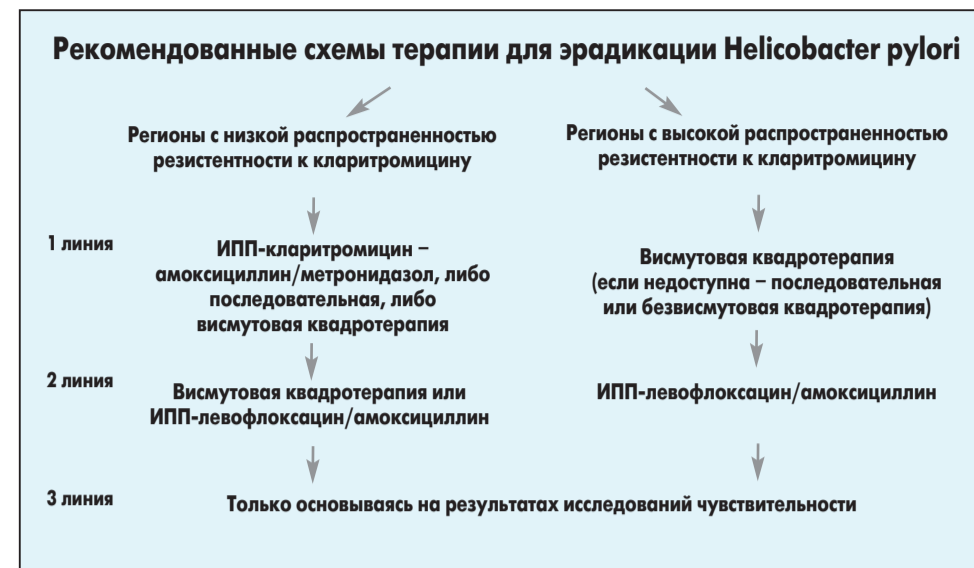 Рекомендованные схемы терапии для эрадикации Helicobacter pylori
Регионы с низкой распространенностью
резистентности к кларитромицину
Регионы с высокой распространенностью
резистентности к кларитромицину
1 линия
ИПП-кларитромицин –
амоксициллин/метронидазол, либо
последовательная, либо
висмутовая квадротерапия
Висмутовая квадротерапия
(если недоступна – последовательная
или безвисмутовая квадротерапия)
2 линия
Висмутовая квадротерапия или
ИПП-левофлоксацин/амоксициллин
ИПП-левофлоксацин/амоксициллин
3 линия
Только основываясь на результатах исследований чувствительности